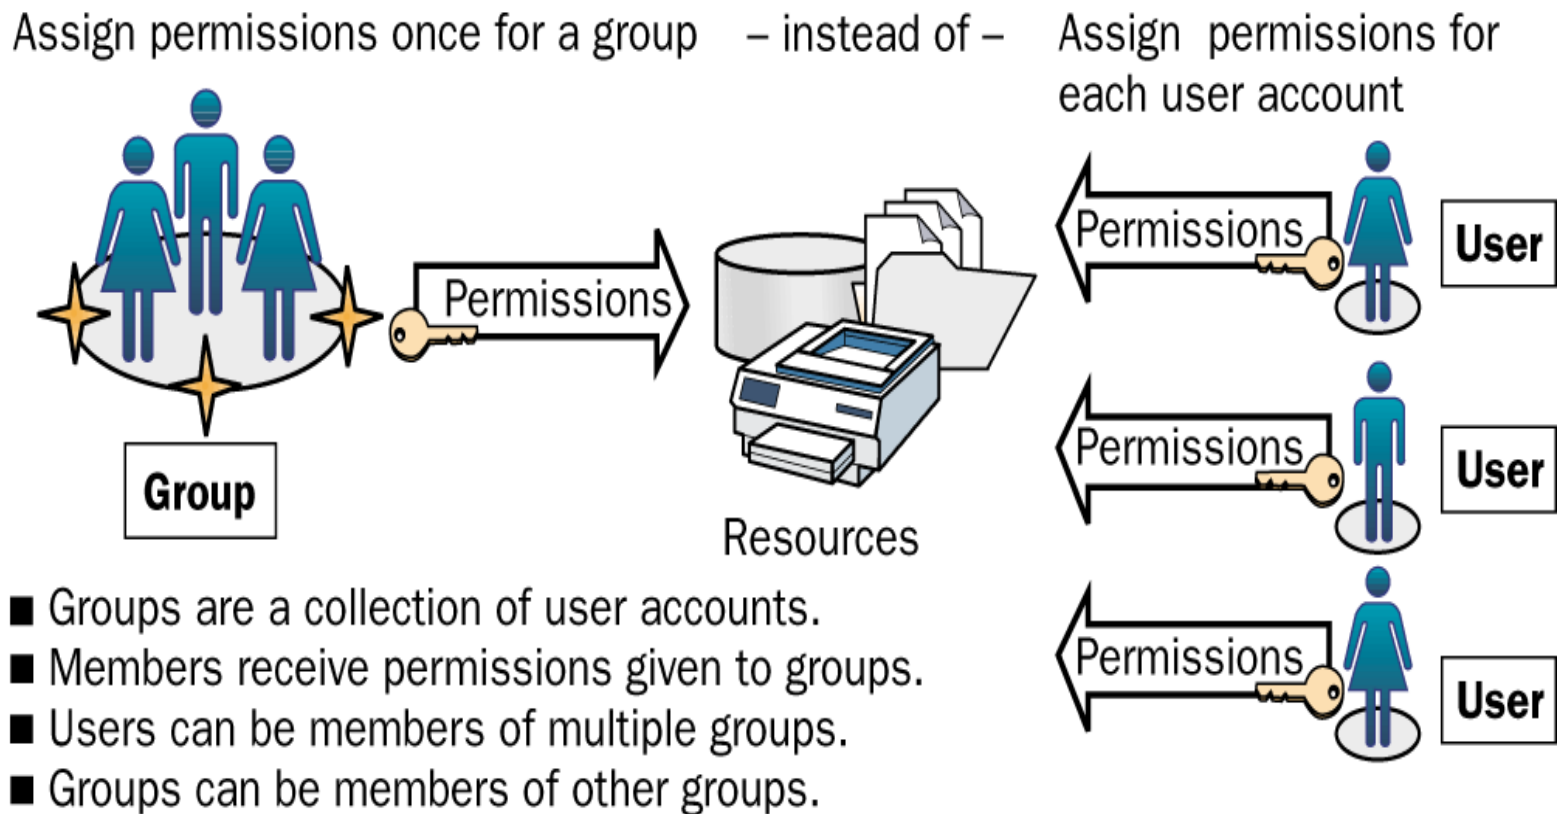 Assign permissions once for a group
– instead of –
Assign permissions for
each user account
Permissions
Group
Resources
Permissions
User
Permissions
User
Permissions
User
■ Groups are a collection of user accounts.
■ Members receive permissions given to groups.
■ Users can be members of multiple groups.
■ Groups can be members of other groups.